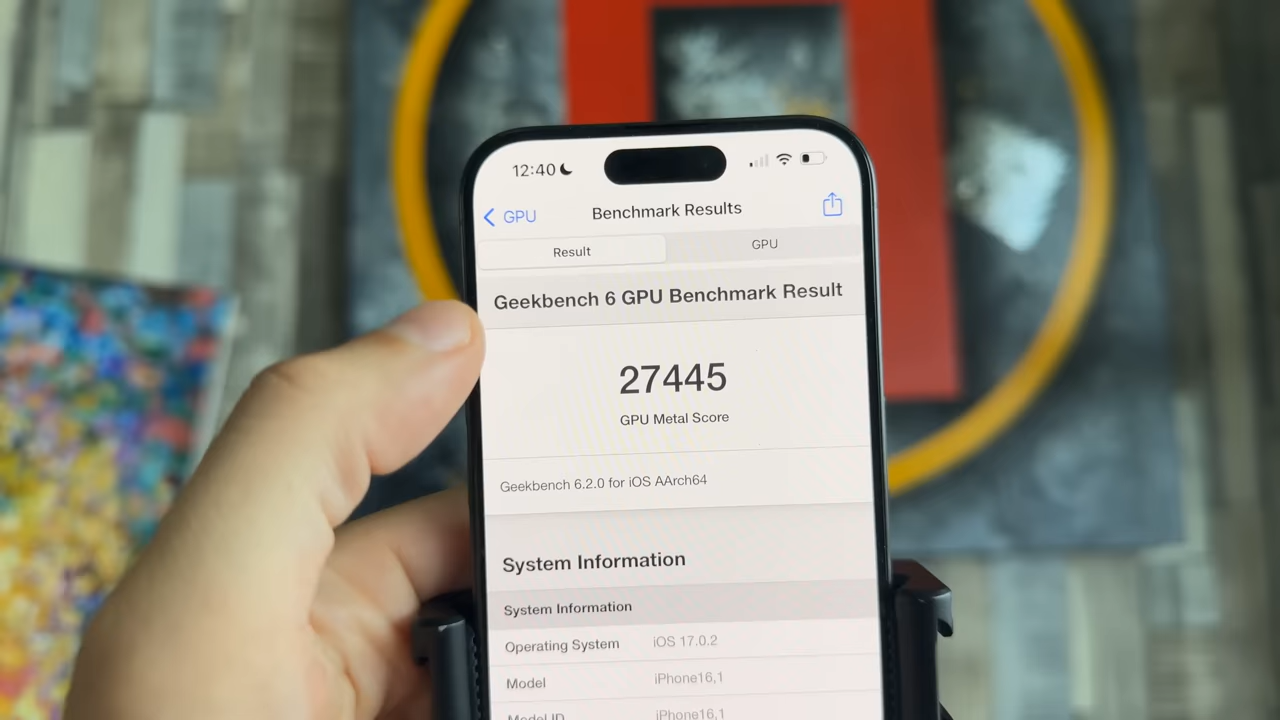 12:40
GPU
Benchmark Results
Result
GPU
Geekbench 6 GPU Benchmark Result
27445
GPU Metal Score
Geekbench 6.2.0 for iOS AArch64
System Information
System Information
Operating System iOS 17.0.2
Model iPhone16,1
Model ID iPhone16,1